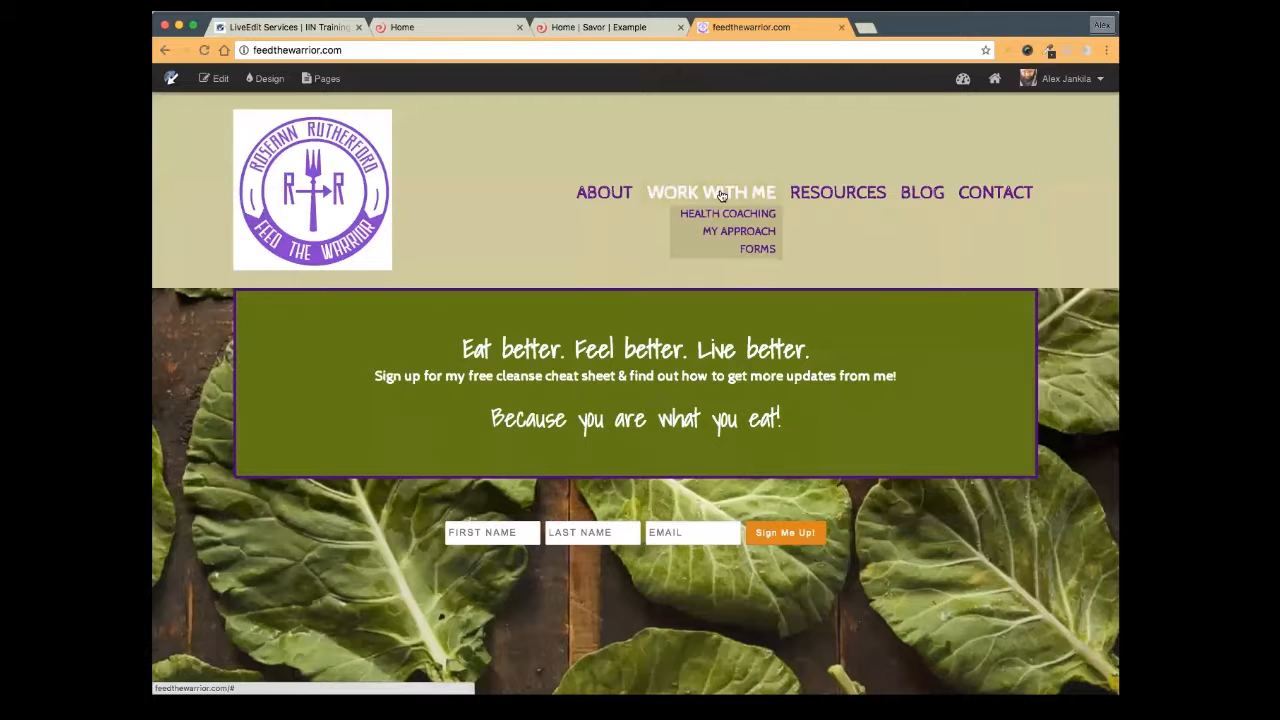 LiveEdit Services | IIN Training
Home
Home | Savor | Example
feedthewarrior.com
Alex
feedthewarrior.com
Edit
Design
Pages
Alex Jankila
ROSEANN RUTHERFORD
R R
FEED THE WARRIOR
ABOUT WORK WITH ME RESOURCES BLOG CONTACT
HEALTH COACHING
MY APPROACH
FORMS
Eat better. Feel better. Live better.
Sign up for my free cleanse cheat sheet & find out how to get more updates from me!
Because you are what you eat!
FIRST NAME LAST NAME EMAIL Sign Me Up!
feedthewarrior.com/#